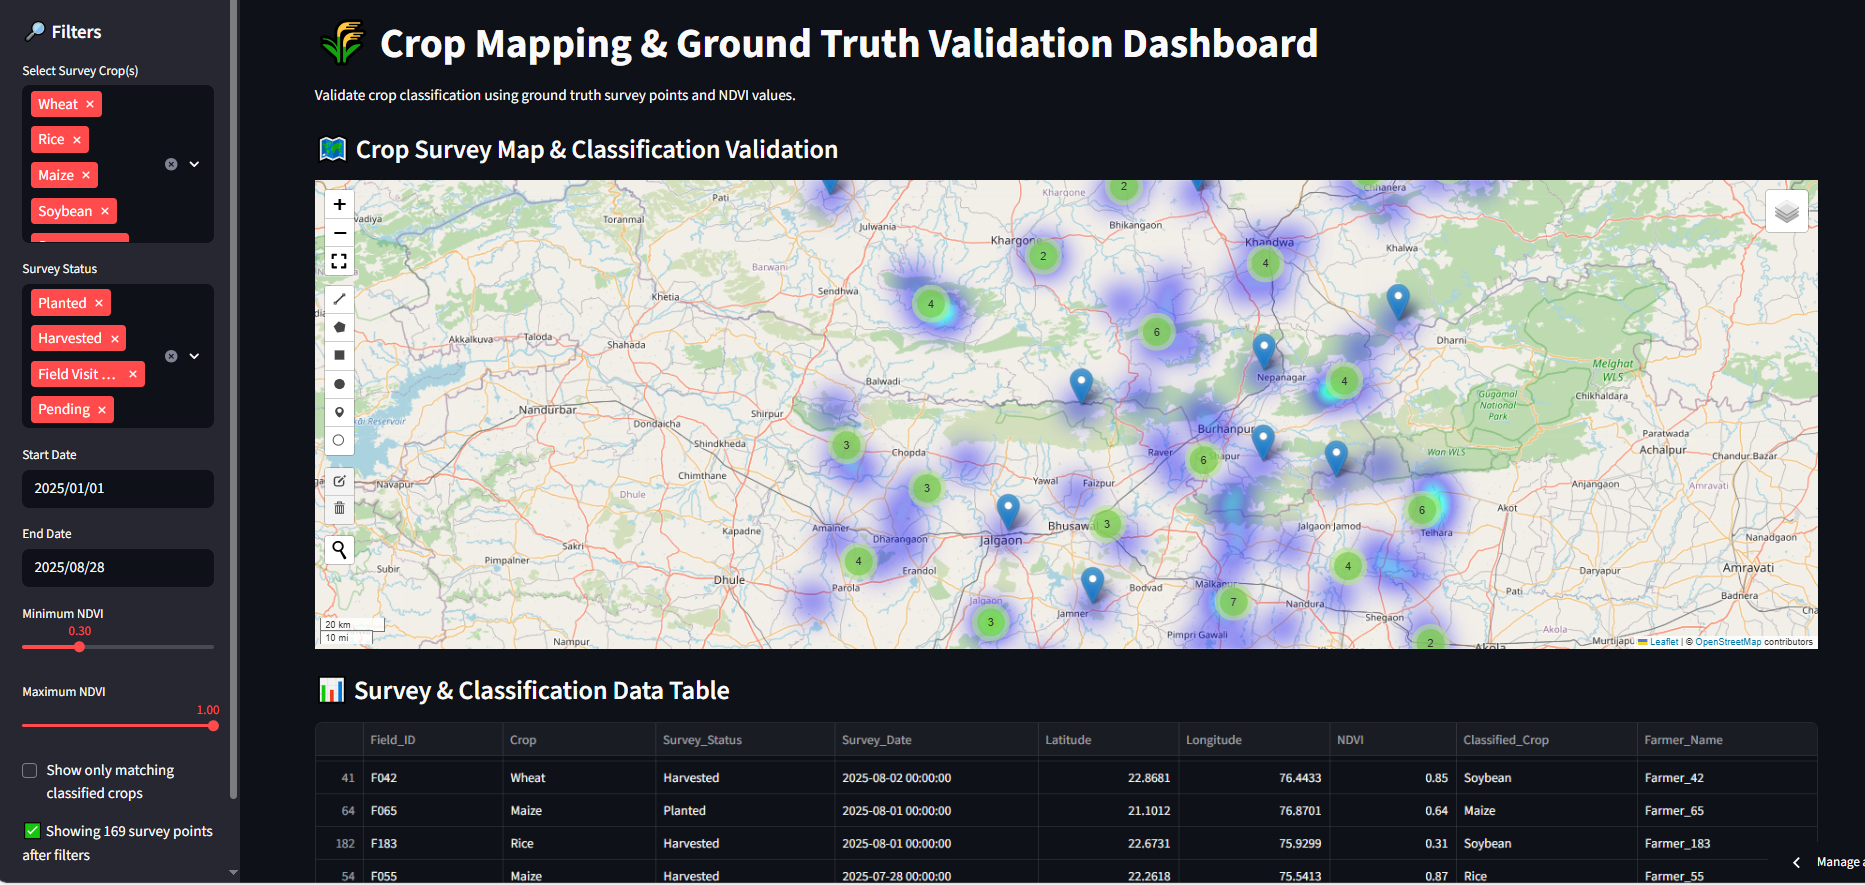 Filters
Select Survey Crop(s)
Wheat ×
Rice ×
Maize ×
Soybean ×
Survey Status
Planted ×
Harvested ×
Field Visit ... ×
Pending ×
Start Date
2025/01/01
End Date
2025/08/28
Minimum NDVI
0.30
Maximum NDVI
1.00
Show only matching
classified crops
Showing 169 survey points
after filters
Crop Mapping & Ground Truth Validation Dashboard
Validate crop classification using ground truth survey points and NDVI values.
Crop Survey Map & Classification Validation
+
−
Pati
Khargone
2
Chhanera
Toranmal
Julwania
Bhikangaon
Khargone
2
Khandwa
4
Khalwa
Barwani
Sendhwa
Khetia
4
6
Akkalkuva
Taloda
Shahada
Dharni
Nepanagar
4
Melghat
WLS
Balwadi
Gugamal
National
Park
Chikhaldara
Nandurbar
Shirpur
Dondaicha
Burhanpur
Shindkheda
3
Chopda
Raver
6
Shapur
Wan WLS
Paratwada
Achalpur
Chandur Bazar
Navapur
Chimthane
Dhule
3
Yawal
Faizpur
Anjangaon
Amravati
Kapadne
Amalner
Dharangaon
Jalgaon
Bhusawal
3
Jalgaon Jamod
6
Telhara
Akot
Nandgaon
Sakri
Pimpalner
Subir
Dhule
4
Erandol
Parola
Bodvad
Malkapur
4
Daryapur
Amravati
Jalgaon
3
Jamner
7
Nandura
Shegaon
Pati
Badnera
20 km
10 mi
Nampur
Pimpri Gawali
2
Akola
Akola
Murtijapur
Leaflet | © OpenStreetMap contributors
Survey & Classification Data Table
Field_ID Crop Survey_Status Survey_Date Latitude Longitude NDVI Classified_Crop Farmer_Name
41 F042 Wheat Harvested 2025-08-02 00:00:00 22.8681 76.4433 0.85 Soybean Farmer_42
64 F065 Maize Planted 2025-08-01 00:00:00 21.1012 76.8701 0.64 Maize Farmer_65
182 F183 Rice Harvested 2025-08-01 00:00:00 22.6731 75.9299 0.31 Soybean Farmer_183
54 F055 Maize Harvested 2025-07-28 00:00:00 22.2618 75.5413 0.87 Rice Farmer_55
Manage a